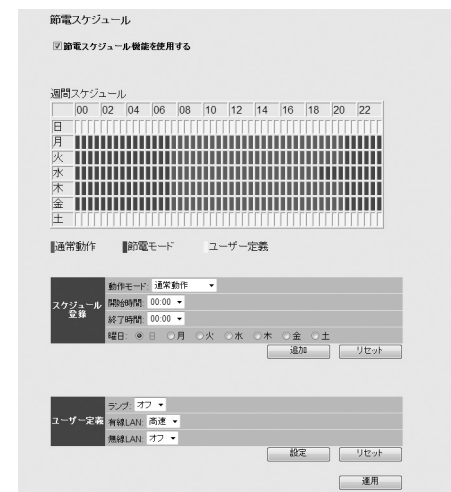 節電スケジュール
節電スケジュール機能を使用する
週間スケジュール
00 02 04 06 08 10 12 14 16 18 20 22
日
月
火
水
木
金
土
通常動作 節電モード ユーザー定義
スケジュール登録
動作モード: 通常動作
開始時間: 00:00
終了時間: 00:00
曜日: 日 月 火 水 木 金 土
追加 リセット
ユーザー定義
ランプ: オフ
有線LAN: 高速
無線LAN: オフ
設定 リセット
運用